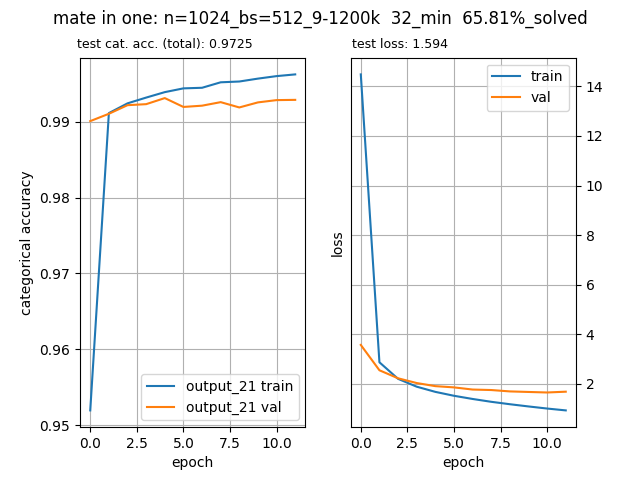 mate in one: n=1024_bs=512_9-1200k  32_min  65.81%_solved
test cat. acc. (total): 0.9725
test loss: 1.594
categorical accuracy
0.99
0.98
0.97
0.96
0.95
output_21 train
output_21 val
0.0 2.5 5.0 7.5 10.0
epoch
loss
train
val
14
12
10
8
6
4
2
0.0 2.5 5.0 7.5 10.0
epoch